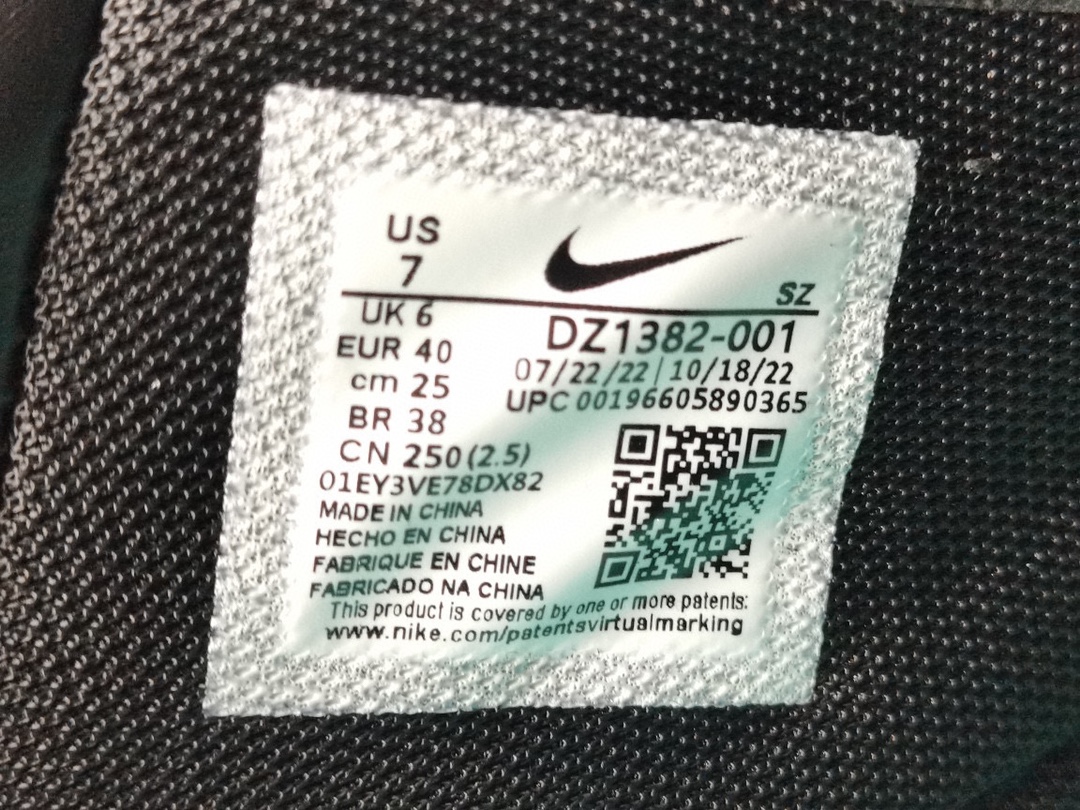 US
7
SZ
UK 6
EUR 40
cm 25
BR 38
CN 250 (2.5)
DZ1382-001
07/22/22 | 10/18/22
UPC 00196605890365
01EY3VE78DX82
MADE IN CHINA
HECHO EN CHINA
FABRIQUE EN CHINE
FABRICADO NA CHINA
This product is covered by one or more patents:
www.nike.com/patentsvirtualmarking